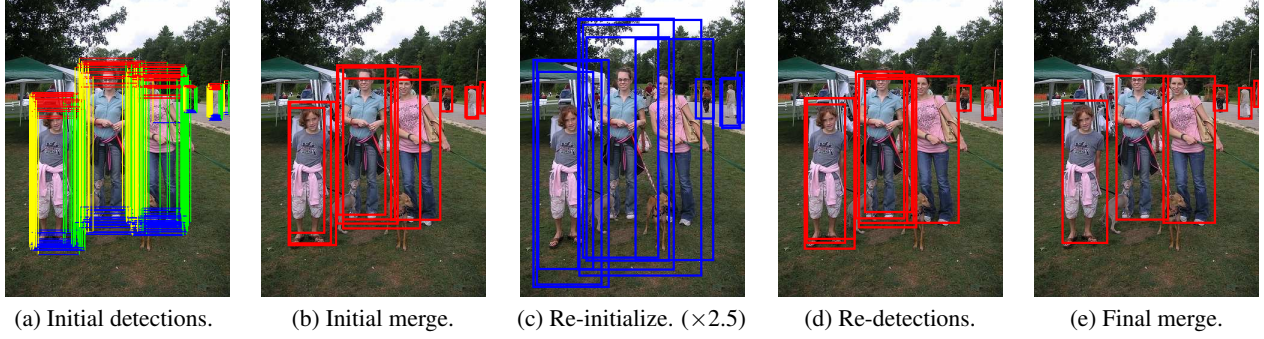 (a) Initial detections.
(b) Initial merge.
(c) Re-initialize. (×2.5)
(d) Re-detections.
(e) Final merge.